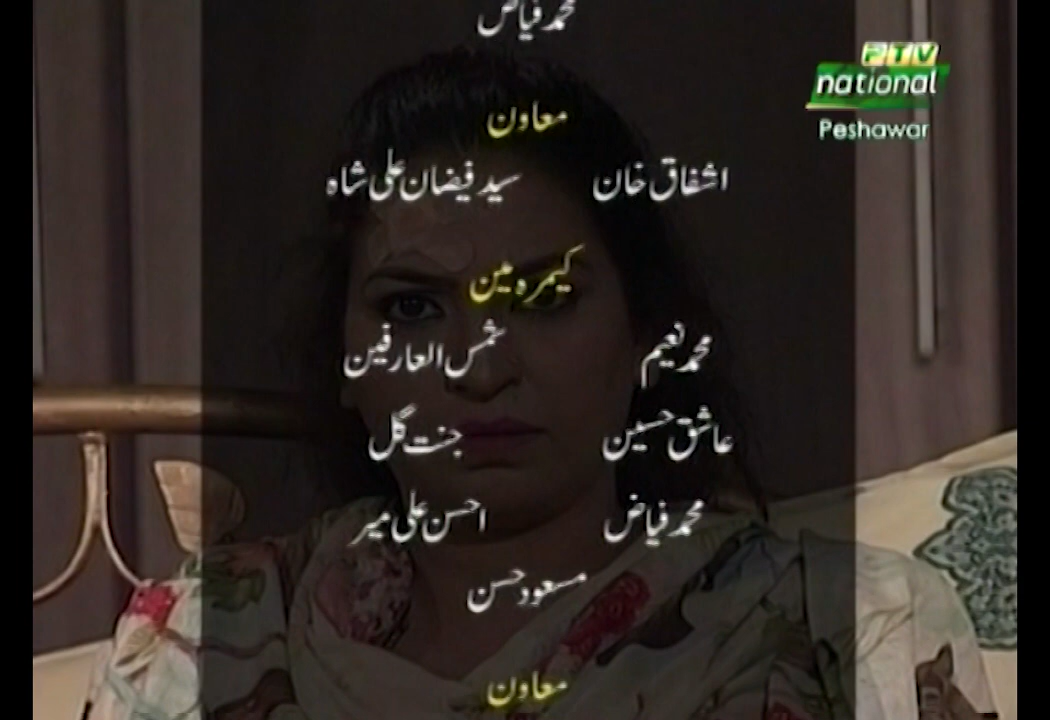 محمد فیاض
PTV
national
Peshawar
معاون
اشفاق خان سید فیضان علی شاہ
کیمرہ مین
محمد نعیم شمس العارفین
عاشق حسین جنت گل
محمد فیاض احسن علی میر
مسعود حسن
معاون